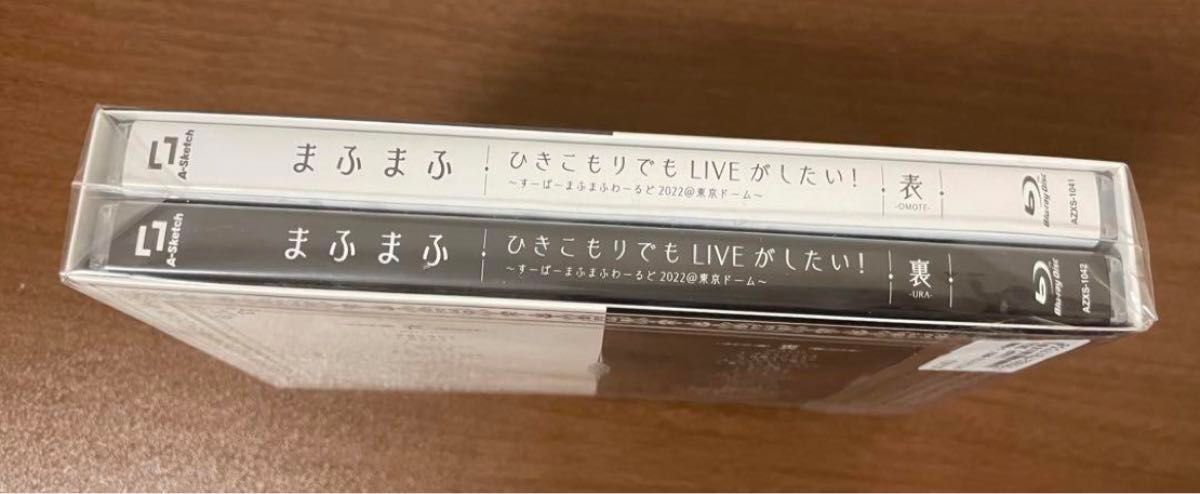 A-Sketch
まふまふ
ひきこもりでもLIVEがしたい!
~すーぱーまふまふわーるど2022@東京ドーム~
表
-OMOTE-
Blu-ray Disc
AZXS-1041
A-Sketch
まふまふ
ひきこもりでもLIVEがしたい!
~すーぱーまふまふわーるど2022@東京ドーム~
裏
-URA-
Blu-ray Disc
AZXS-1042